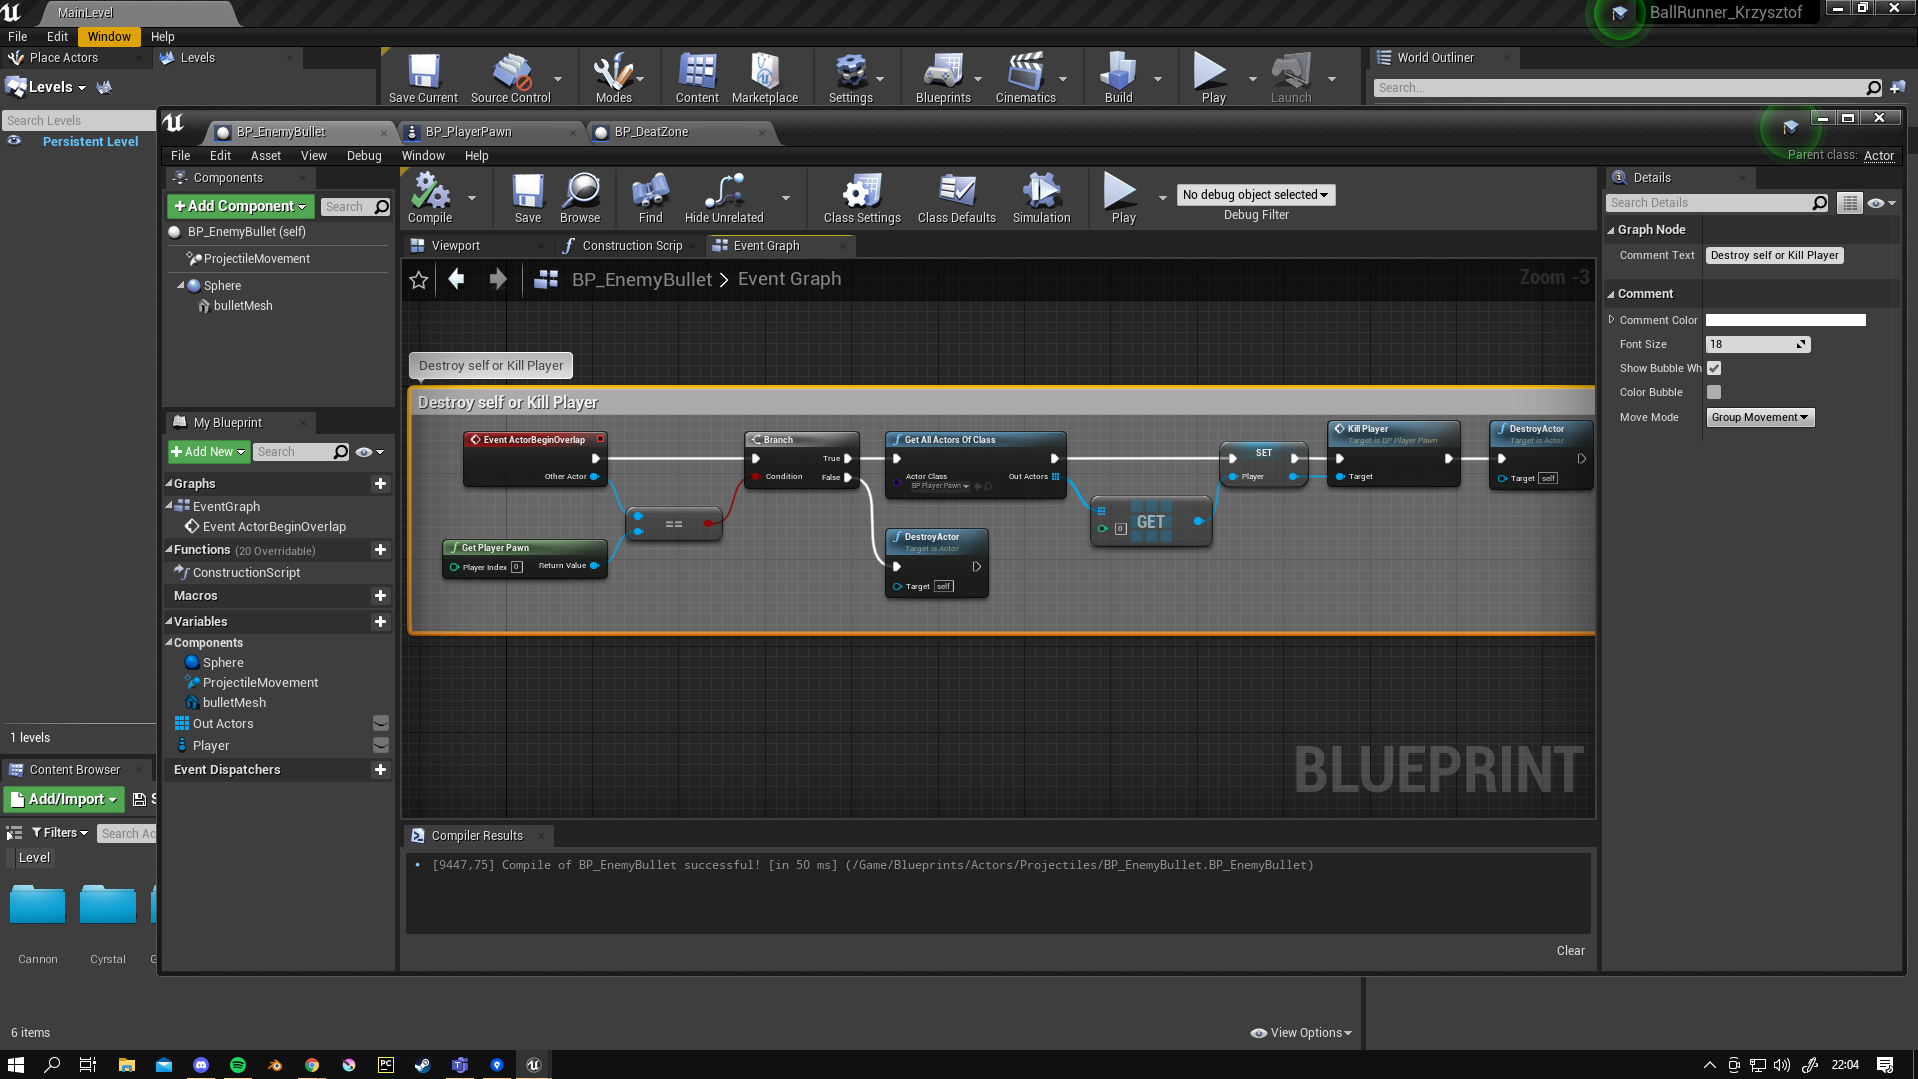 MainLevel
BallRunner_Krzysztof
File Edit Window Help
Place Actors
Levels
World Outliner
Levels
Save Current
Source Control
Modes
Content
Marketplace
Settings
Blueprints
Cinematics
Build
Play
Launch
Search...
Search Levels
Persistent Level
BP_EnemyBullet
BP_PlayerPawn
BP_DeatZone
File Edit Asset View Debug Window Help
Parent class: Actor
Components
+ Add Component
Search
BP_EnemyBullet (self)
ProjectileMovement
Sphere
bulletMesh
Compile
Save
Browse
Find
Hide Unrelated
Class Settings
Class Defaults
Simulation
Play
No debug object selected
Debug Filter
Viewport
Construction Scrip
Event Graph
BP_EnemyBullet > Event Graph
Zoom -3
Destroy self or Kill Player
Destroy self or Kill Player
Event ActorBeginOverlap
Other Actor
Get Player Pawn
Player Index 0
Return Value
==
Branch
True
Condition
False
Get All Actors Of Class
Actor Class
BP Player Pawn
Out Actors
DestroyActor
Target is Actor
Target self
0 GET
SET
Player
Kill Player
Target is BP Player Pawn
Target
DestroyActor
Target is Actor
Target self
BLUEPRINT
My Blueprint
+ Add New
Search
Graphs
EventGraph
Event ActorBeginOverlap
Functions (20 Overridable)
ConstructionScript
Macros
Variables
Components
Sphere
ProjectileMovement
bulletMesh
Out Actors
Player
Event Dispatchers
Details
Search Details
Graph Node
Comment Text Destroy self or Kill Player
Comment
Comment Color
Font Size 18
Show Bubble Wh
Color Bubble
Move Mode Group Movement
Compiler Results
• [9447,75] Compile of BP_EnemyBullet successful! [in 50 ms] (/Game/Blueprints/Actors/Projectiles/BP_EnemyBullet.BP_EnemyBullet)
Clear
1 levels
Content Browser
Add/Import
S
Filters
Search Ac
Level
Cannon
Cyrstal
6 items
View Options
PC
22:04